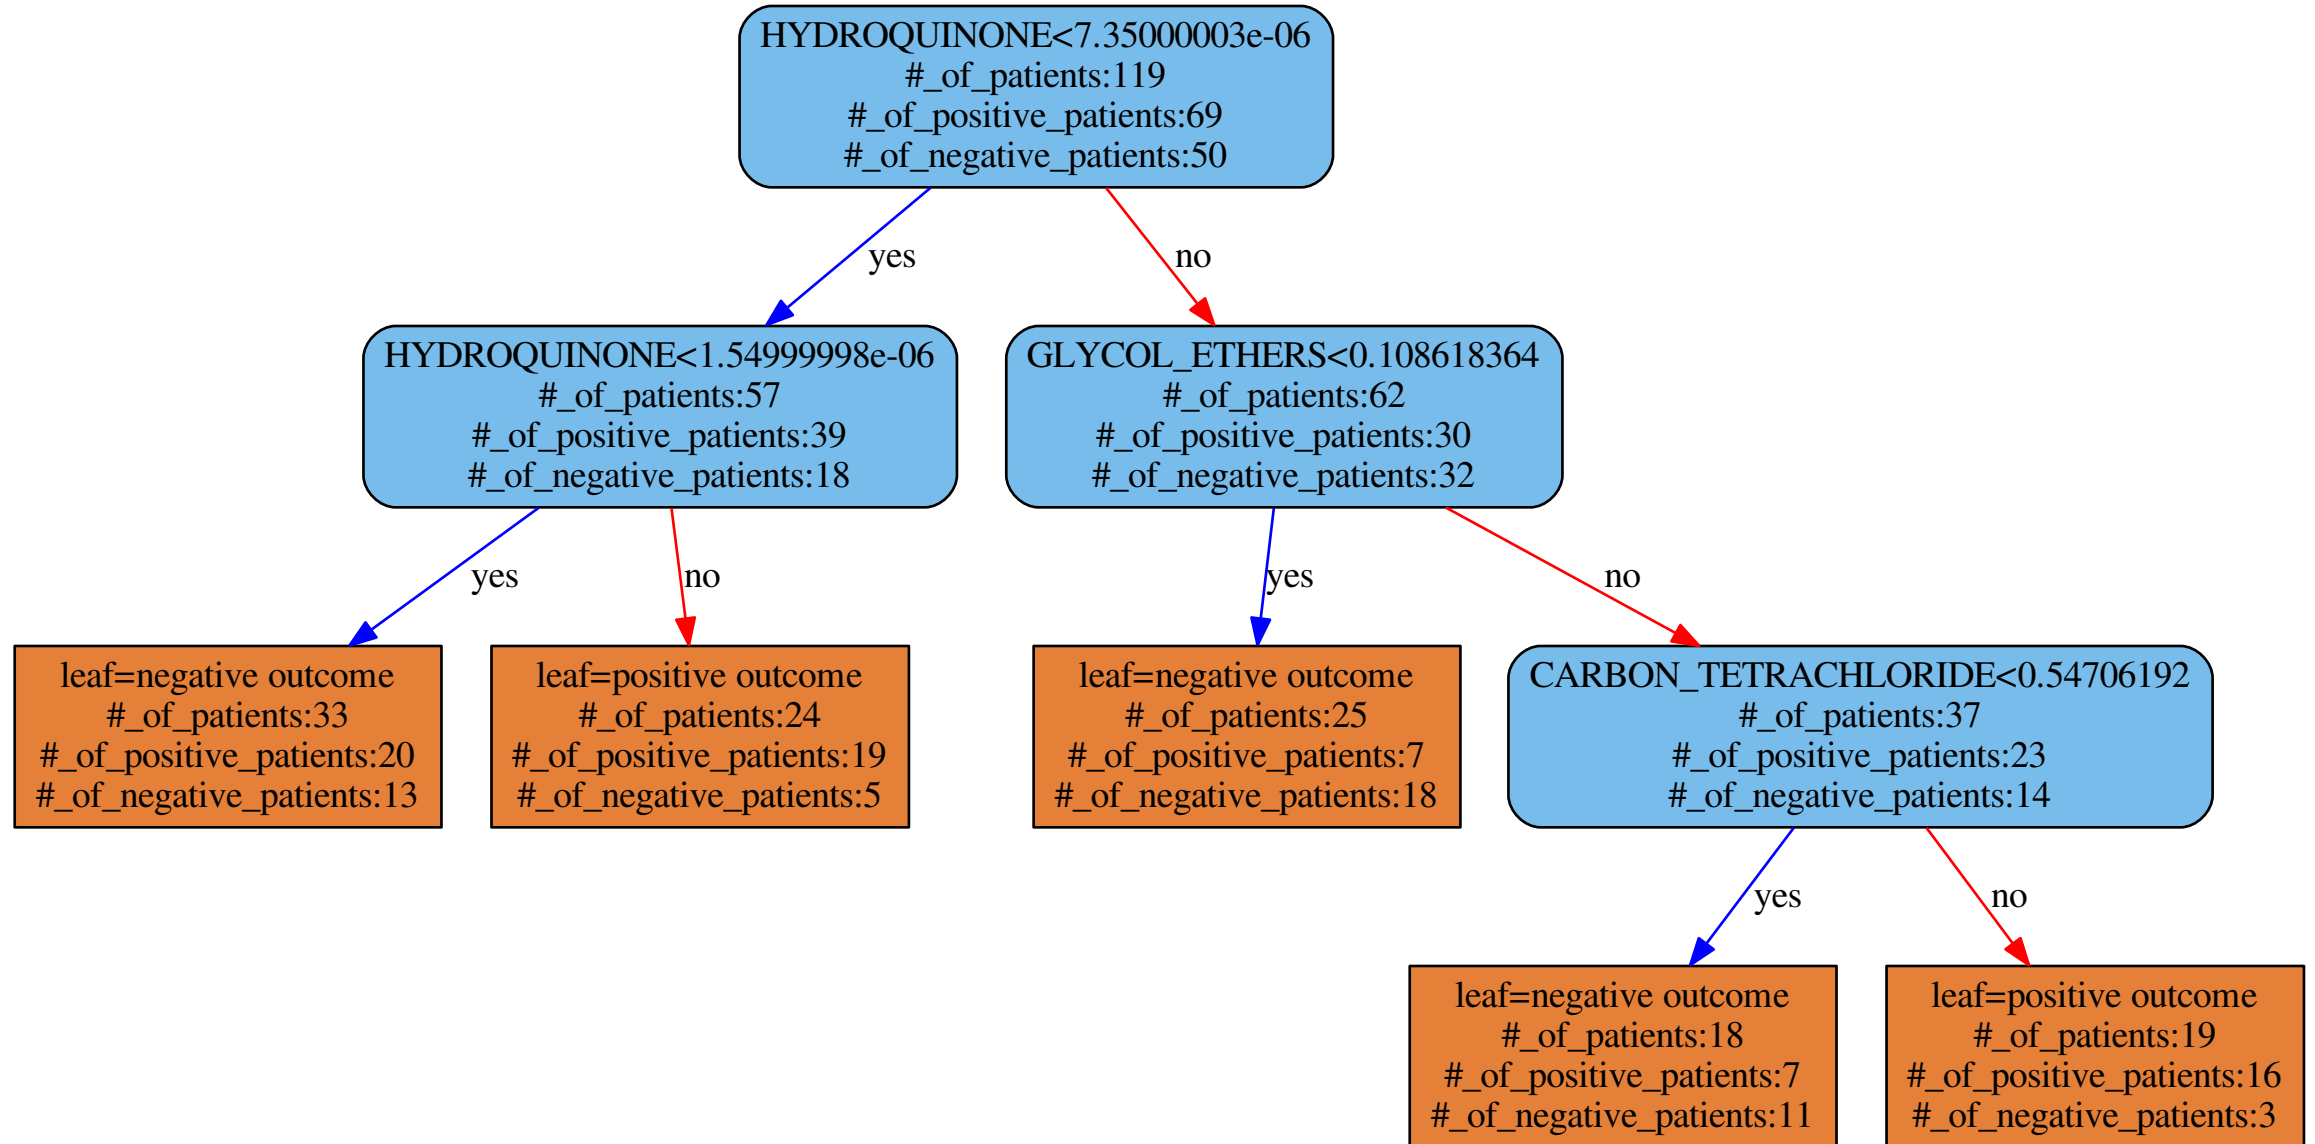 HYDROQUINONE<7.35000003e-06
#_of_patients:119
#_of_positive_patients:69
#_of_negative_patients:50
yes
no
HYDROQUINONE<1.54999998e-06
#_of_patients:57
#_of_positive_patients:39
#_of_negative_patients:18
GLYCOL_ETHERS<0.108618364
#_of_patients:62
#_of_positive_patients:30
#_of_negative_patients:32
yes
no
yes
no
leaf=negative outcome
#_of_patients:33
#_of_positive_patients:20
#_of_negative_patients:13
leaf=positive outcome
#_of_patients:24
#_of_positive_patients:19
#_of_negative_patients:5
leaf=negative outcome
#_of_patients:25
#_of_positive_patients:7
#_of_negative_patients:18
CARBON_TETRACHLORIDE<0.54706192
#_of_patients:37
#_of_positive_patients:23
#_of_negative_patients:14
yes
no
leaf=negative outcome
#_of_patients:18
#_of_positive_patients:7
#_of_negative_patients:11
leaf=positive outcome
#_of_patients:19
#_of_positive_patients:16
#_of_negative_patients:3